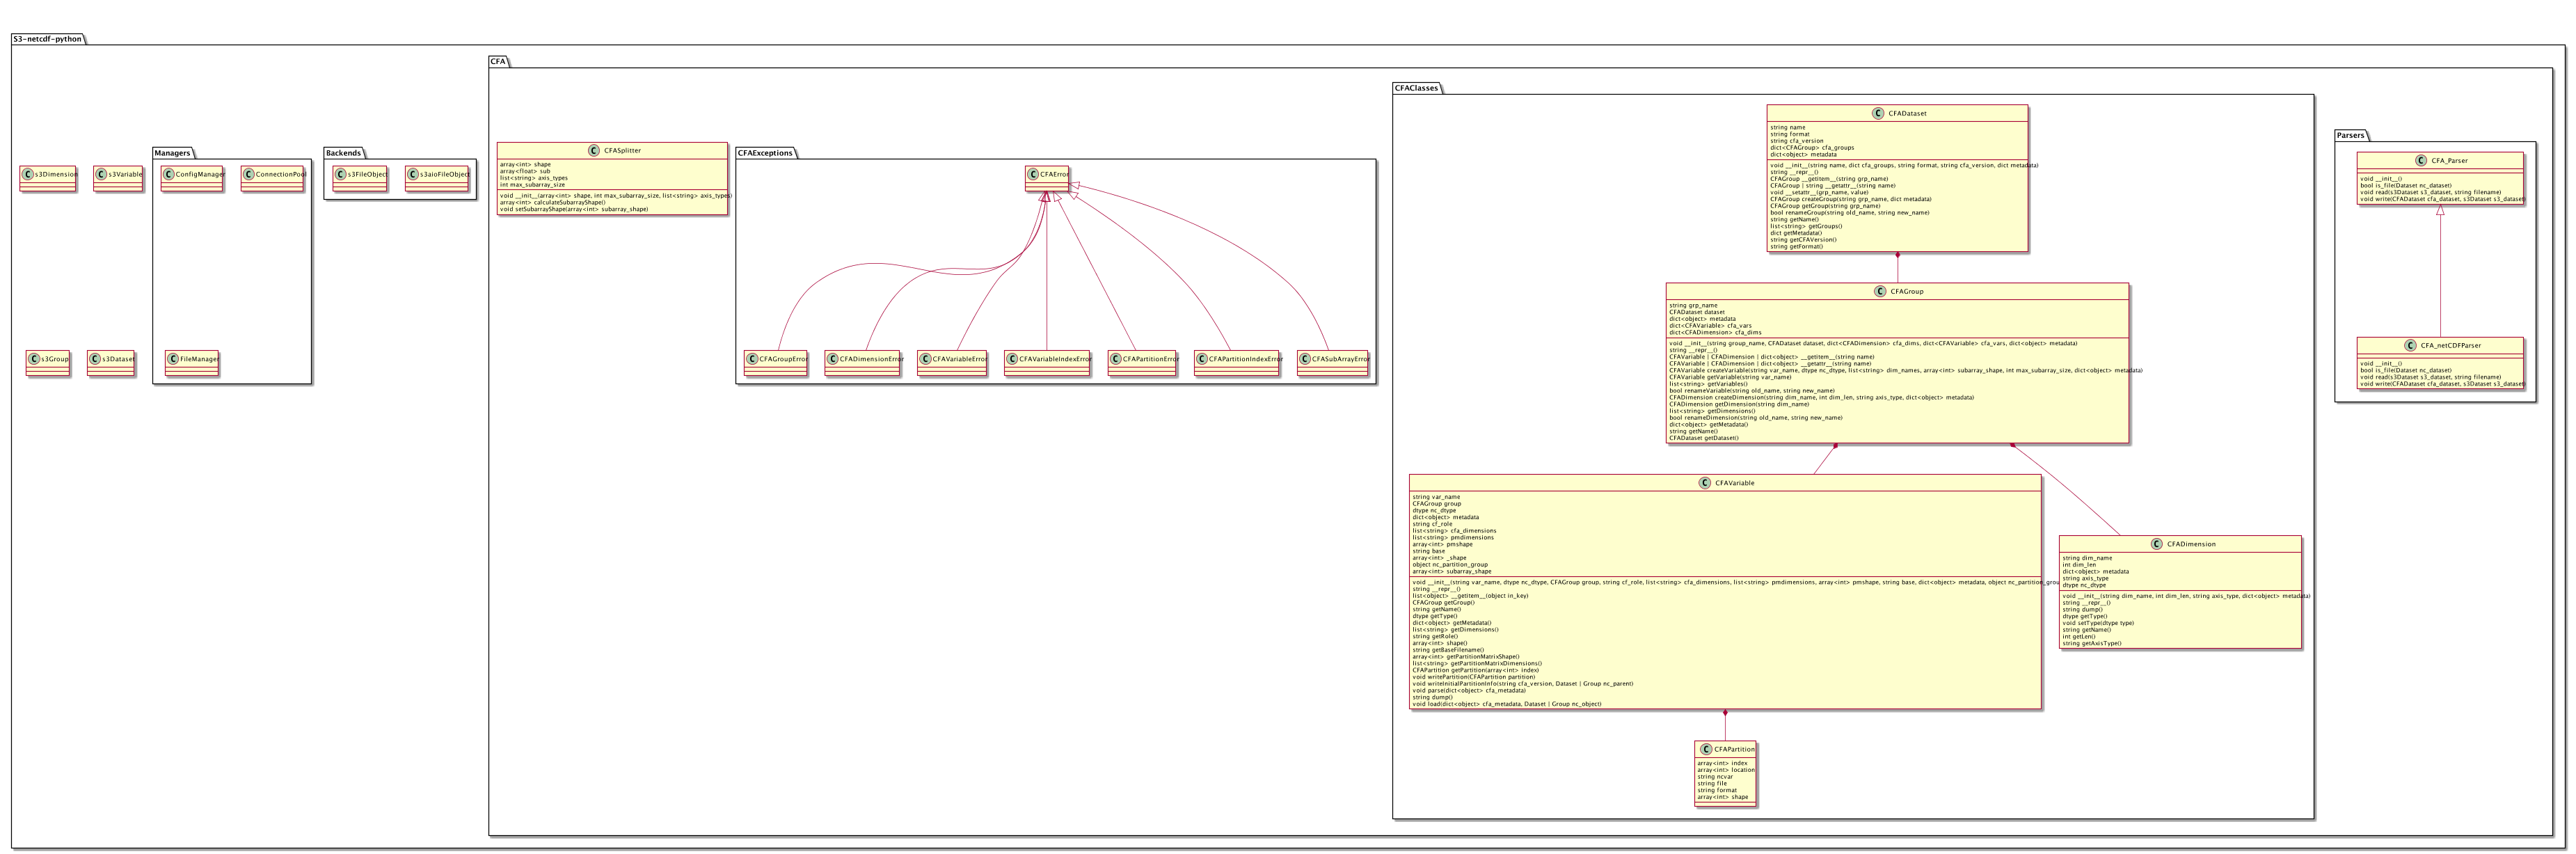 S3-netcdf-python
s3Dimension
s3Variable
s3Group
s3Dataset
Managers
ConfigManager
ConnectionPool
FileManager
Backends
s3FileObject
s3aioFileObject
CFA
CFASplitter
array<int> shape
array<float> sub
list<string> axis_types
int max_subarray_size
void __init__(array<int> shape, int max_subarray_size, list<string> axis_types)
array<int> calculateSubarrayShape()
void setSubarrayShape(array<int> subarray_shape)
CFAExceptions
CFAError
CFAGroupError
CFADimensionError
CFAVariableError
CFAVariableIndexError
CFAPartitionError
CFAPartitionIndexError
CFASubArrayError
CFAClasses
CFADataset
string name
string format
string cfa_version
dict<CFAGroup> cfa_groups
dict<object> metadata
void __init__(string name, dict cfa_groups, string format, string cfa_version, dict metadata)
string __repr__()
CFAGroup __getitem__(string grp_name)
CFAGroup | string __getattr__(string name)
void __setattr__(grp_name, value)
CFAGroup createGroup(string grp_name, dict metadata)
CFAGroup getGroup(string grp_name)
bool renameGroup(string old_name, string new_name)
string getName()
list<string> getGroups()
dict getMetadata()
string getCFAVersion()
string getFormat()
CFAGroup
string grp_name
CFADataset dataset
dict<object> metadata
dict<CFAVariable> cfa_vars
dict<CFADimension> cfa_dims
void __init__(string group_name, CFADataset dataset, dict<CFADimension> cfa_dims, dict<CFAVariable> cfa_vars, dict<object> metadata)
string __repr__()
CFAVariable | CFADimension | dict<object> __getitem__(string name)
CFAVariable | CFADimension | dict<object> __getattr__(string name)
CFAVariable createVariable(string var_name, dtype nc_dtype, list<string> dim_names, array<int> subarray_shape, int max_subarray_size, dict<object> metadata)
CFAVariable getVariable(string var_name)
list<string> getVariables()
bool renameVariable(string old_name, string new_name)
CFADimension createDimension(string dim_name, int dim_len, string axis_type, dict<object> metadata)
CFADimension getDimension(string dim_name)
list<string> getDimensions()
bool renameDimension(string old_name, string new_name)
dict<object> getMetadata()
string getName()
CFADataset getDataset()
CFAVariable
string var_name
CFAGroup group
dtype nc_dtype
dict<object> metadata
string cf_role
list<string> cfa_dimensions
list<string> pmdimensions
array<int> pmshape
string base
array<int> _shape
object nc_partition_group
array<int> subarray_shape
void __init__(string var_name, dtype nc_dtype, CFAGroup group, string cf_role, list<string> cfa_dimensions, list<string> pmdimensions, array<int> pmshape, string base, dict<object> metadata, object nc_partition_grou
string __repr__()
list<object> __getitem__(object in_key)
CFAGroup getGroup()
string getName()
dtype getType()
dict<object> getMetadata()
list<string> getDimensions()
string getRole()
array<int> shape()
string getBaseFilename()
array<int> getPartitionMatrixShape()
list<string> getPartitionMatrixDimensions()
CFAPartition getPartition(array<int> index)
void writePartition(CFAPartition partition)
void writeInitialPartitionInfo(string cfa_version, Dataset | Group nc_parent)
void parse(dict<object> cfa_metadata)
string dump()
void load(dict<object> cfa_metadata, Dataset | Group nc_object)
CFADimension
string dim_name
int dim_len
dict<object> metadata
string axis_type
dtype nc_dtype
void __init__(string dim_name, int dim_len, string axis_type, dict<object> metadata)
string __repr__()
string dump()
dtype getType()
void setType(dtype type)
string getName()
int getLen()
string getAxisType()
CFAPartition
array<int> index
array<int> location
string ncvar
string file
string format
array<int> shape
Parsers
CFA_Parser
void __init__()
bool is_file(Dataset nc_dataset)
void read(s3Dataset s3_dataset, string filename)
void write(CFADataset cfa_dataset, s3Dataset s3_dataset)
CFA_netCDFParser
void __init__()
bool is_file(Dataset nc_dataset)
void read(s3Dataset s3_dataset, string filename)
void write(CFADataset cfa_dataset, s3Dataset s3_dataset)